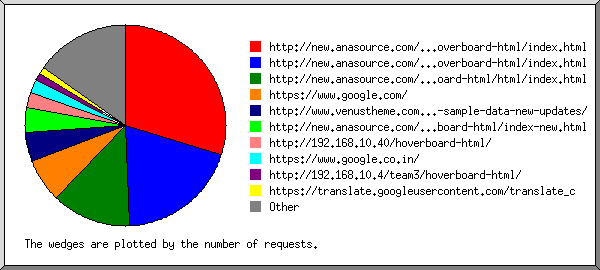 http://new.anasource.com/...overboard-html/index.html
http://new.anasource.com/...overboard-html/index.html
http://new.anasource.com/...oard-html/html/index.html
https://www.google.com/
http://www.venustheme.com...-sample-data-new-updates/
http://new.anasource.com/...board-html/index-new.html
http://192.168.10.40/hoverboard-html/
https://www.google.co.in/
http://192.168.10.4/team3/hoverboard-html/
https://translate.googleusercontent.com/translate_c
Other
The wedges are plotted by the number of requests.